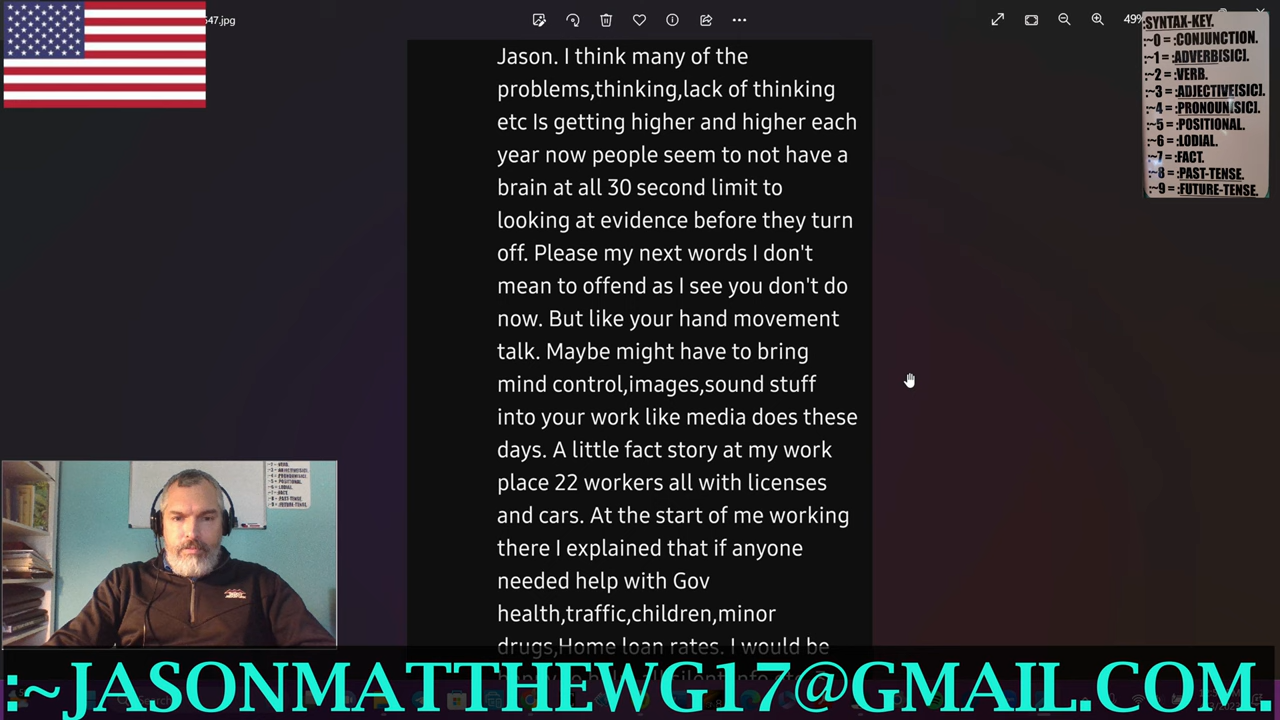 547.jpg
49%
:SYNTAX-KEY.
:~0 = :CONJUNCTION.
:~1 = :ADVERB[SIC].
:~2 = :VERB.
:~3 = :ADJECTIVE[SIC].
:~4 = :PRONOUN[SIC].
:~5 = :POSITIONAL.
:~6 = :LODIAL.
:~7 = :FACT.
:~8 = :PAST-TENSE.
:~9 = :FUTURE-TENSE.
Jason. I think many of the
problems,thinking,lack of thinking
etc Is getting higher and higher each
year now people seem to not have a
brain at all 30 second limit to
looking at evidence before they turn
off. Please my next words I don't
mean to offend as I see you don't do
now. But like your hand movement
talk. Maybe might have to bring
mind control,images,sound stuff
into your work like media does these
days. A little fact story at my work
place 22 workers all with licenses
and cars. At the start of me working
there I explained that if anyone
needed help with Gov
health,traffic,children,minor
drugs,Home loan rates. I would be
:~JASONMATTHEWG17@GMAIL.COM.